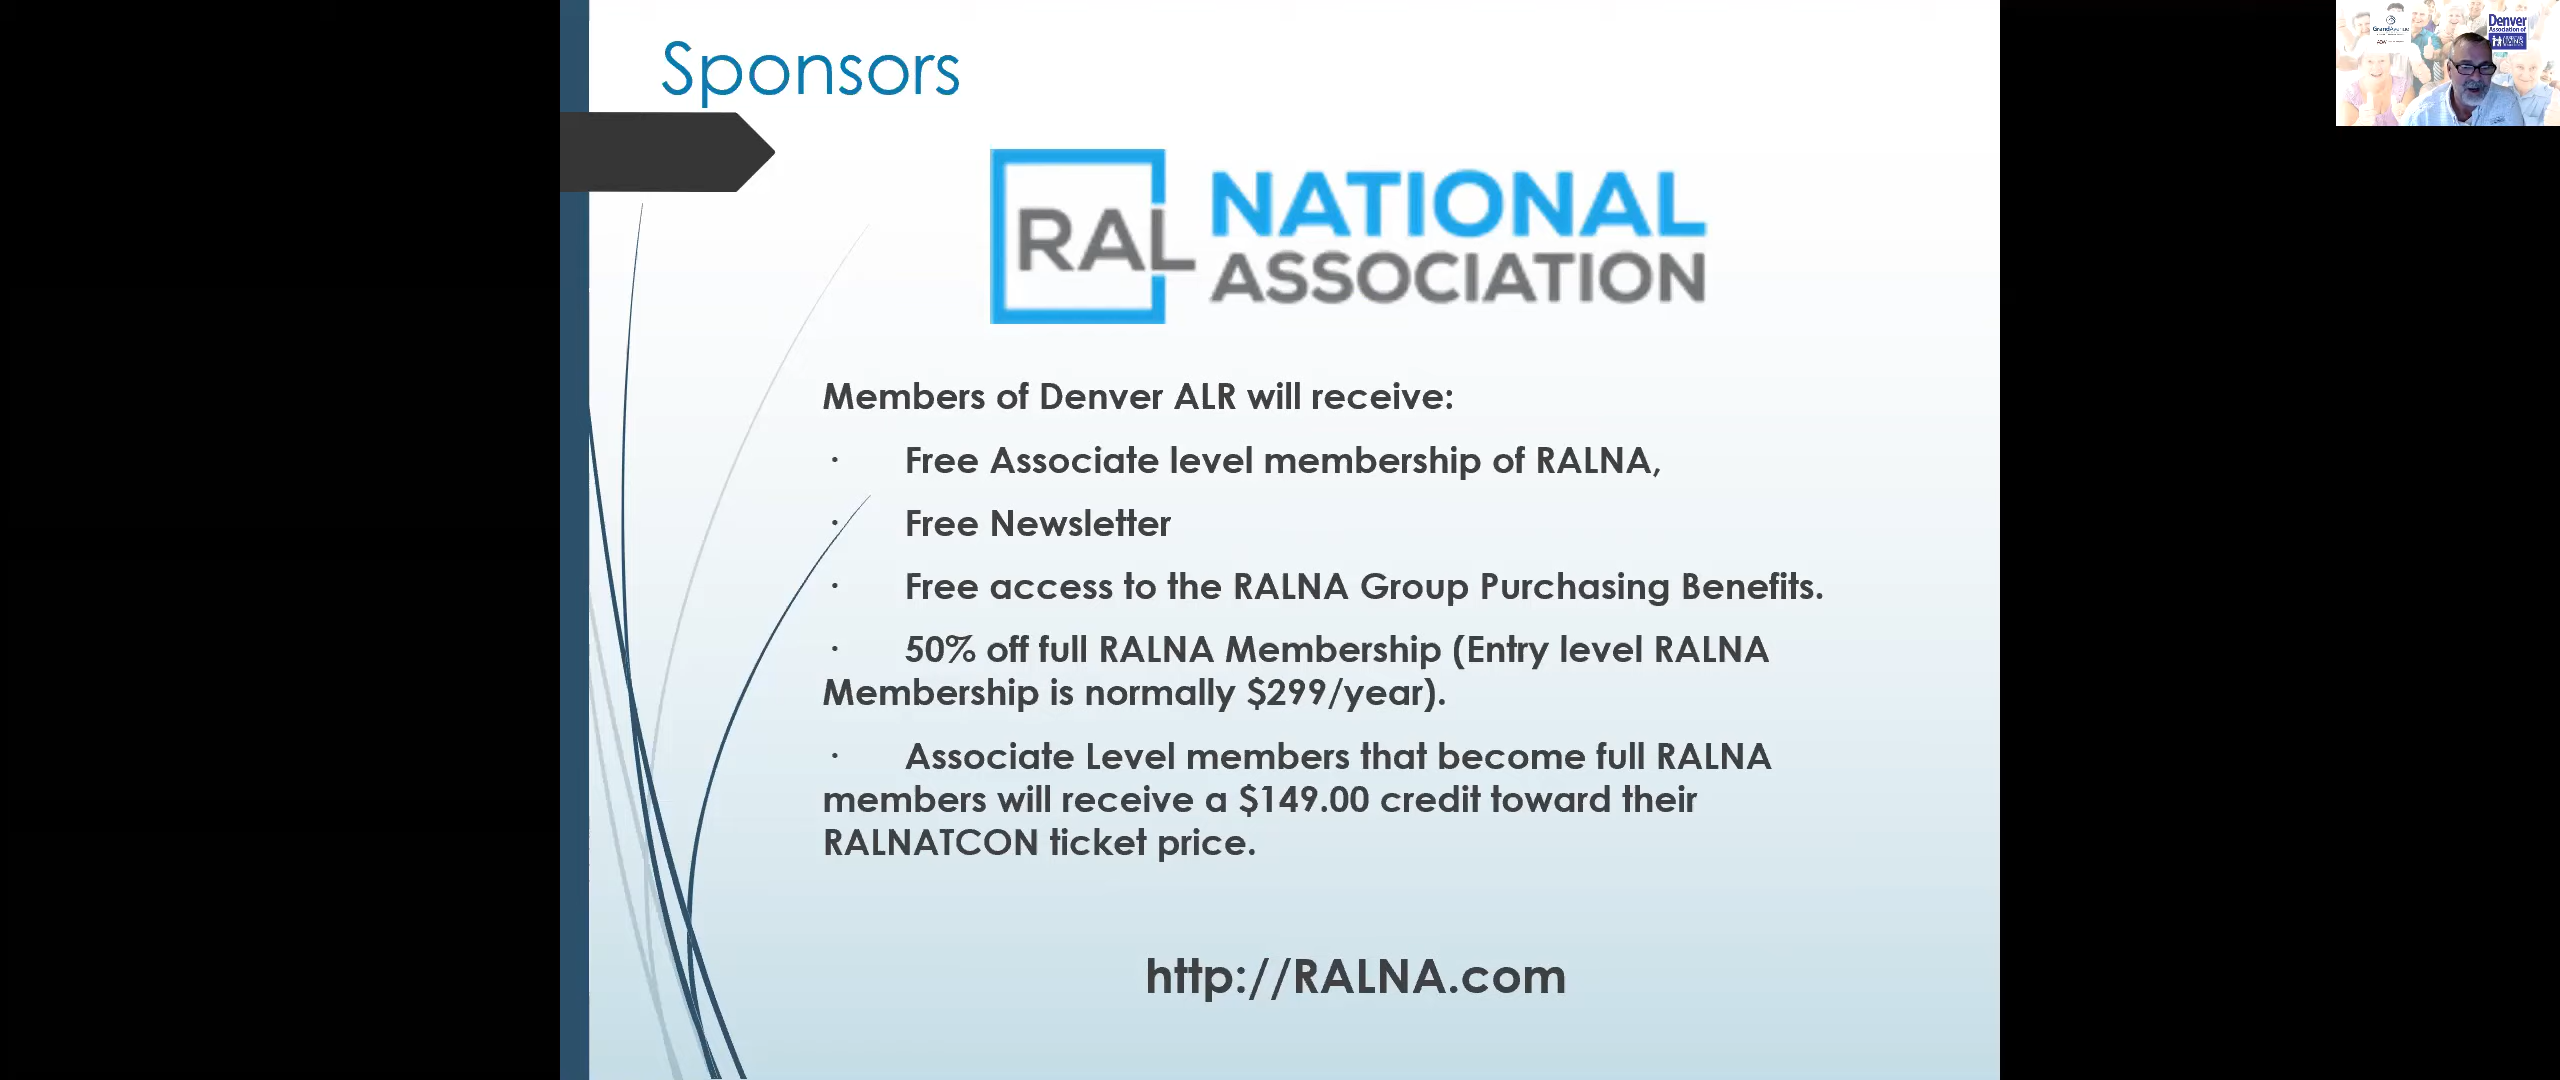 Sponsors
RAL NATIONAL
ASSOCIATION
Members of Denver ALR will receive:
· Free Associate level membership of RALNA,
· Free Newsletter
· Free access to the RALNA Group Purchasing Benefits.
· 50% off full RALNA Membership (Entry level RALNA
Membership is normally $299/year).
· Associate Level members that become full RALNA
members will receive a $149.00 credit toward their
RALNATCON ticket price.
http://RALNA.com
GrandAvenue
Denver
Association of